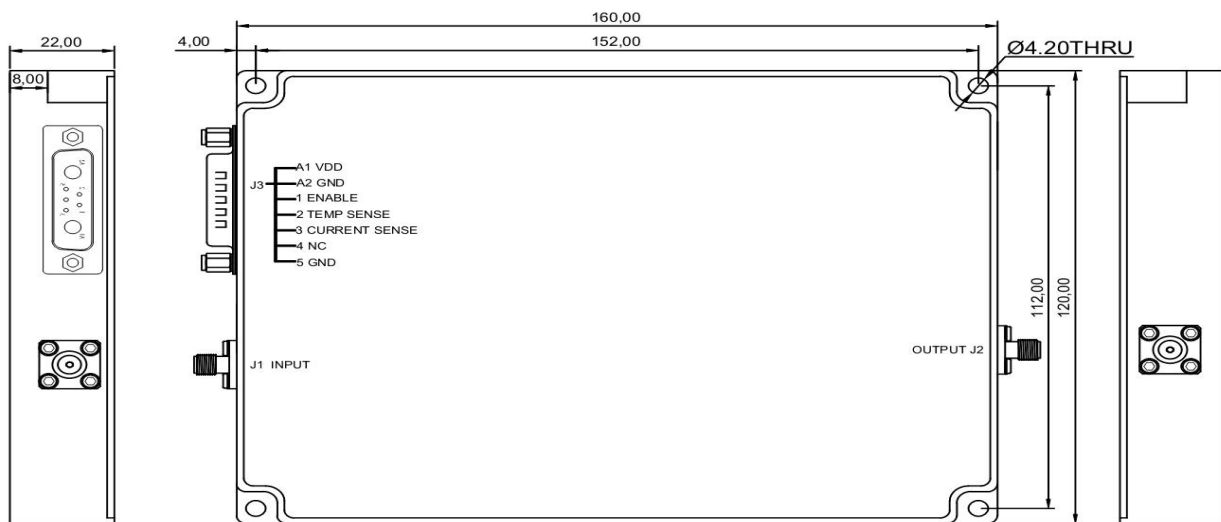 160,00
22,00
4,00
152,00
Ø4.20THRU
8,00
A1 VDD
J3
A2 GND
1 ENABLE
2 TEMP SENSE
3 CURRENT SENSE
4 NC
5 GND
112,00
120,00
J1 INPUT
OUTPUT J2